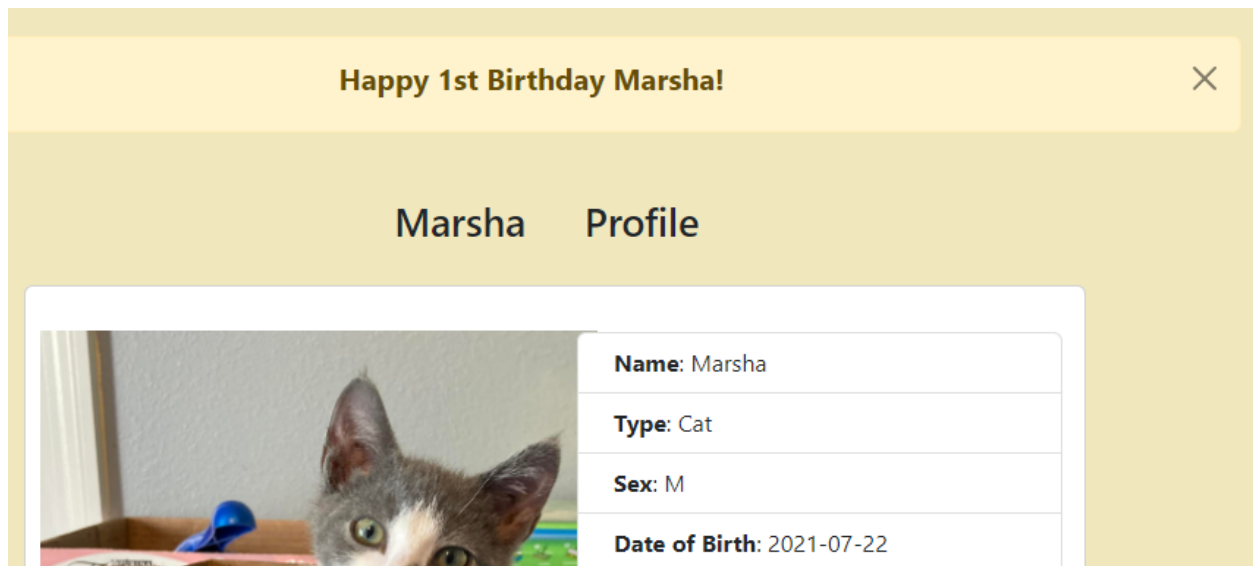 Happy 1st Birthday Marsha!
Marsha Profile
Name: Marsha
Type: Cat
Sex: M
Date of Birth: 2021-07-22